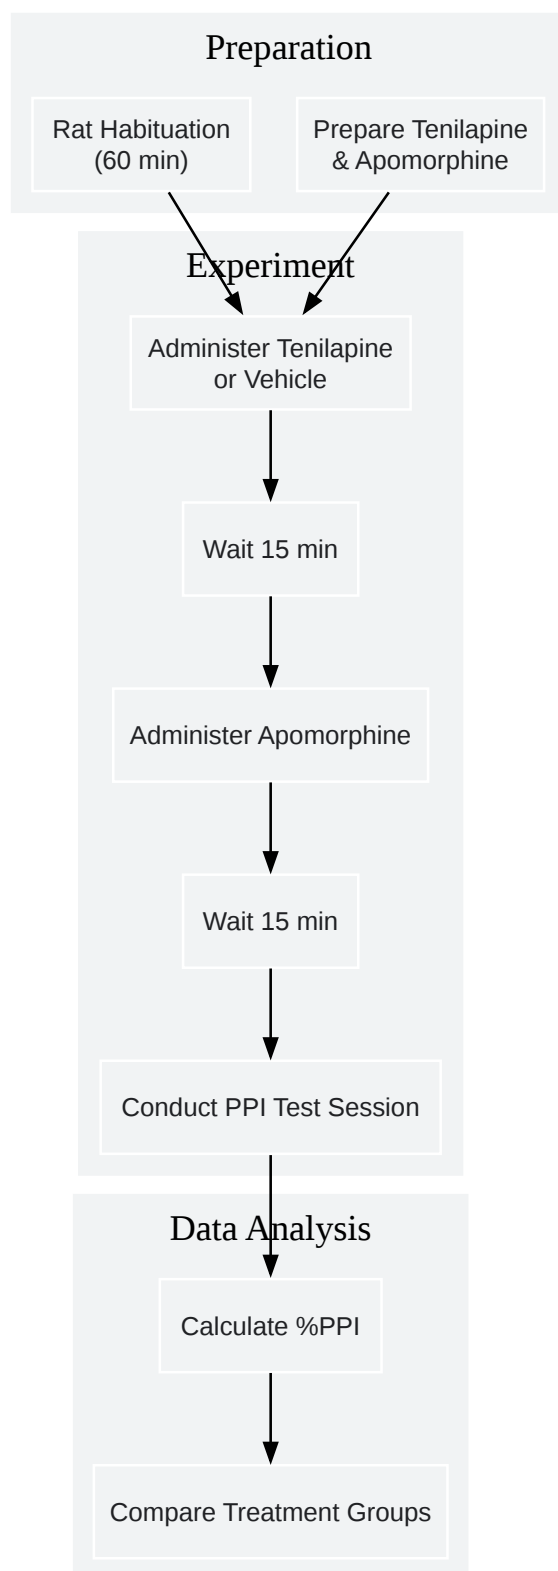 Preparation
Rat Habituation
(60 min)
Prepare Tenilapine
& Apomorphine
Experiment
Administer Tenilapine
or Vehicle
Wait 15 min
Administer Apomorphine
Wait 15 min
Conduct PPI Test Session
Data Analysis
Calculate %PPI
Compare Treatment Groups